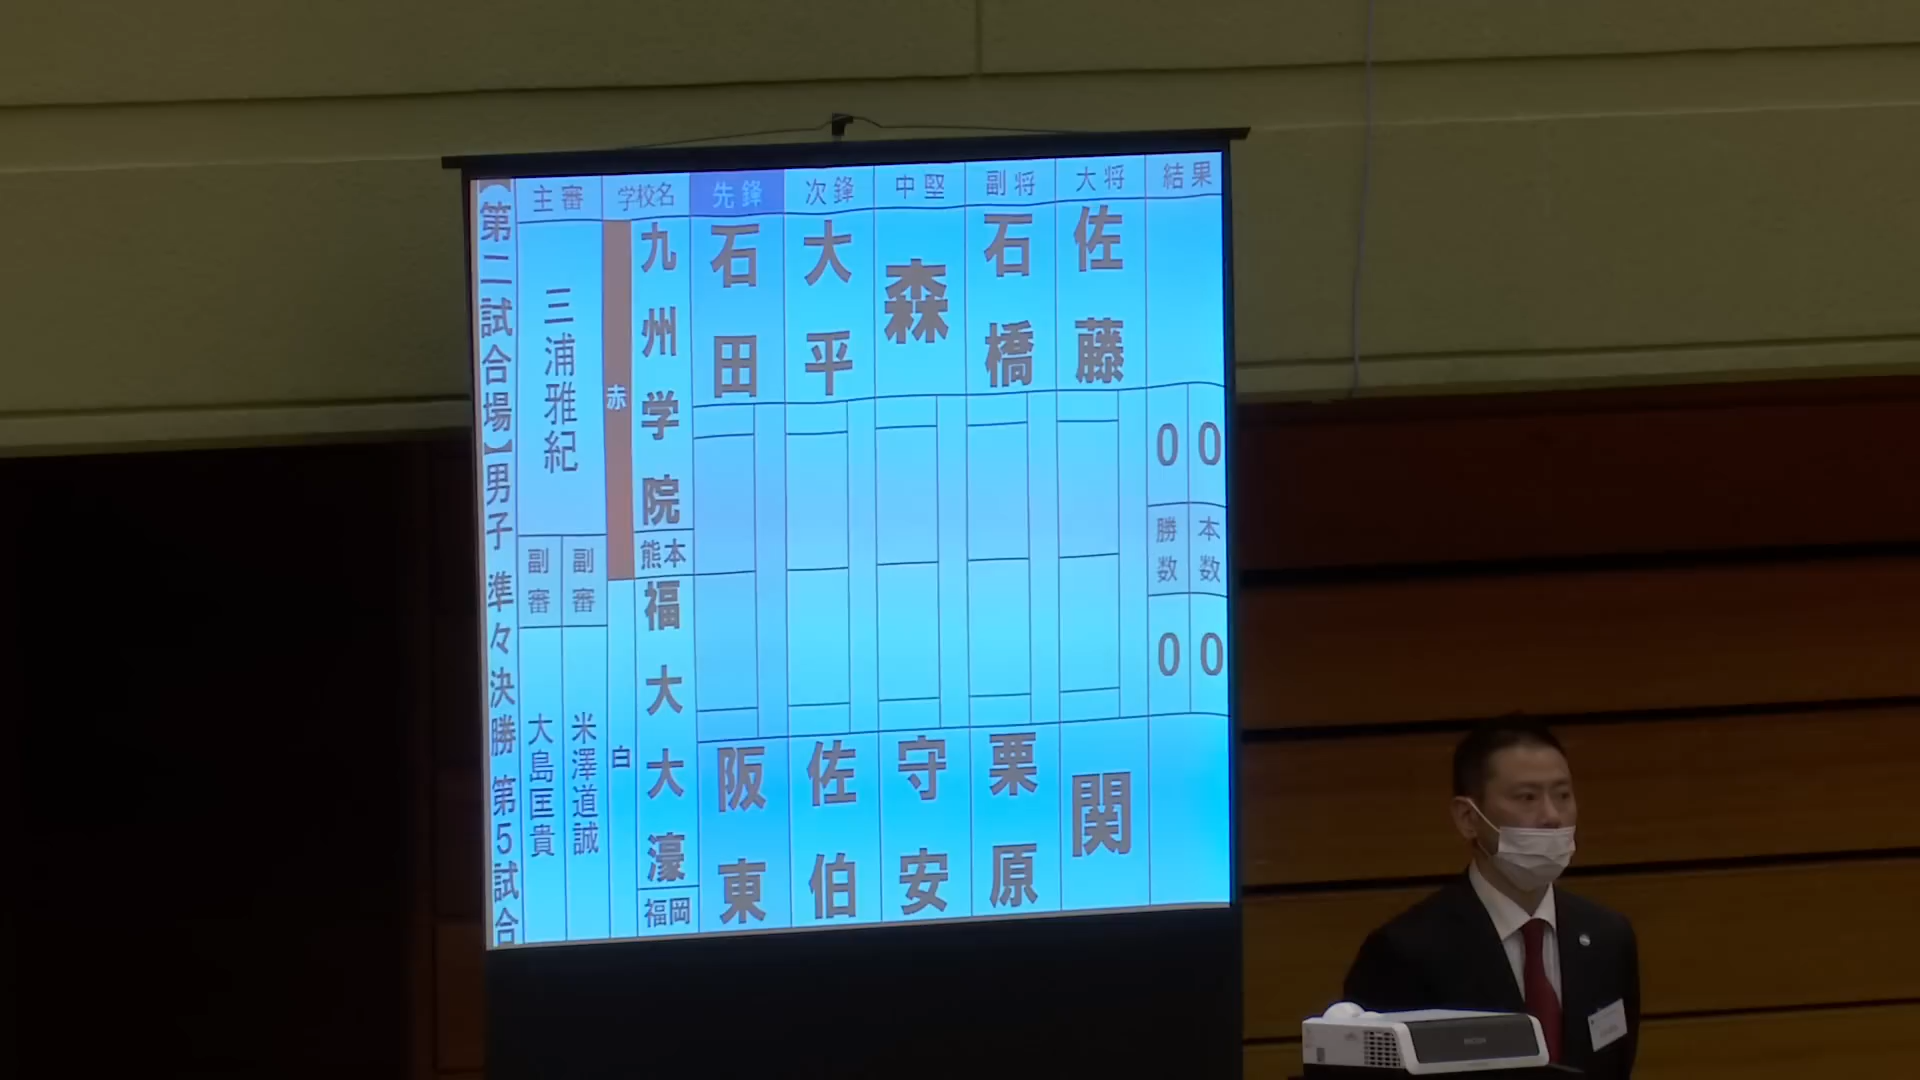 【第二試合場】男子 準々決勝 第5試合
主審
三浦雅紀
副審
大島匡貴
副審
米澤道誠
学校名
先鋒
次鋒
中堅
副将
大将
結果
赤
九州学院
熊本
石田
大平
森
石橋
佐藤
0 0
勝数
本数
0 0
白
福大大濠
福岡
阪東
佐伯
守安
栗原
関
RICOH